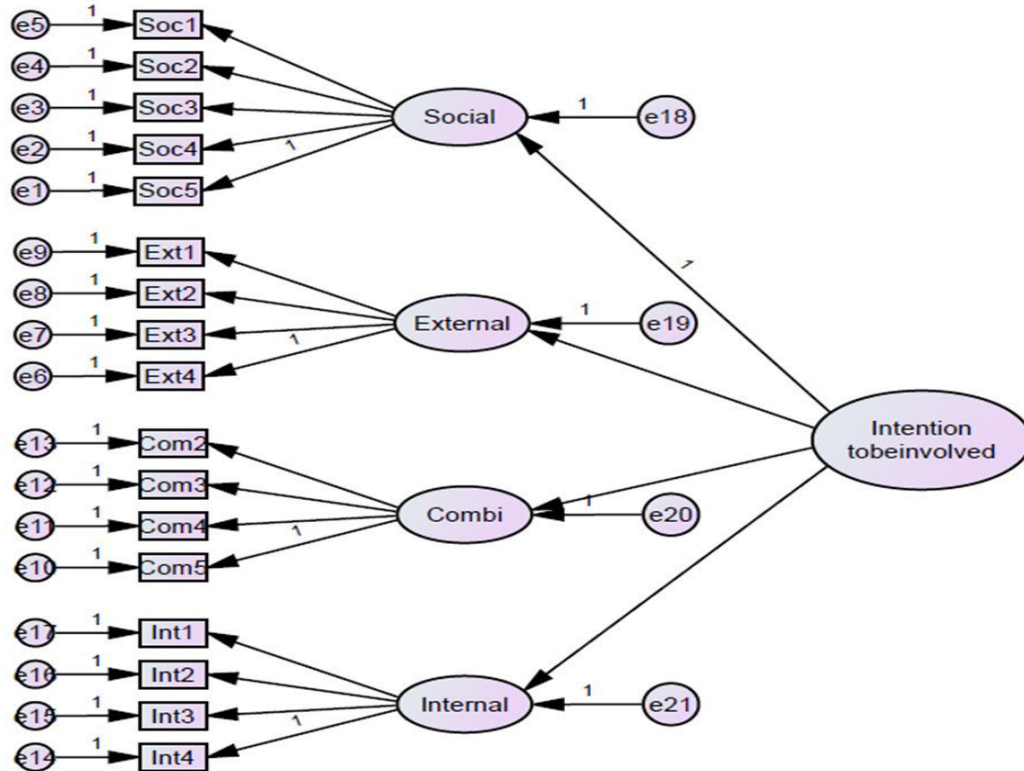 e5 1 Soc1
e4 1 Soc2
e3 1 Soc3
Social 1 e18
e2 1 Soc4
1
e1 1 Soc5
e9 1 Ext1
1
e8 1 Ext2
External 1 e19
e7 1 Ext3
1
e6 1 Ext4
Intention
tobeinvolved
e13 1 Com2
e12 1 Com3
Combi 1 e20
e11 1 Com4
1
e10 1 Com5
e17 1 Int1
e16 1 Int2
Internal 1 e21
e15 1 Int3
1
e14 1 Int4